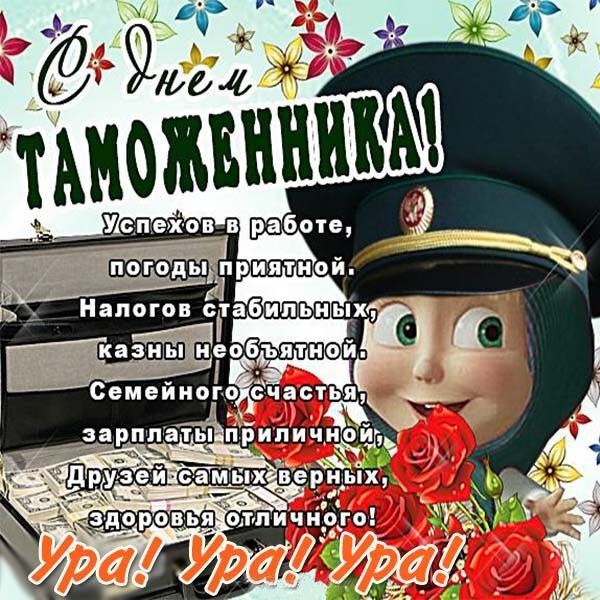 С днем
ТАМОЖЕННИКА!
Успехов в работе,
погоды приятной.
Налогов стабильных,
казны необъятной.
Семейного счастья,
зарплаты приличной,
Друзей самых верных,
здоровья отличного!
Ура! Ура! Ура!